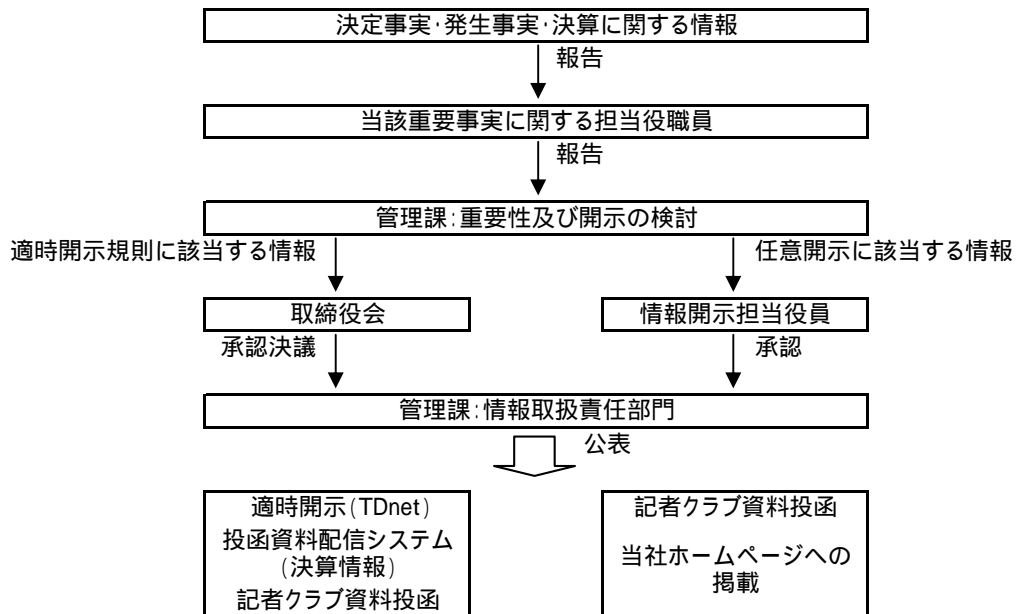 決定事実･発生事実･決算に関する情報
報告
当該重要事実に関する担当役職員
報告
管理課:重要性及び開示の検討
適時開示規則に該当する情報
任意開示に該当する情報
取締役会
情報開示担当役員
承認決議
承認
管理課:情報取扱責任部門
公表
適時開示(TDnet)
投函資料配信システム
(決算情報)
記者クラブ資料投函
記者クラブ資料投函
当社ホームページへの
掲載